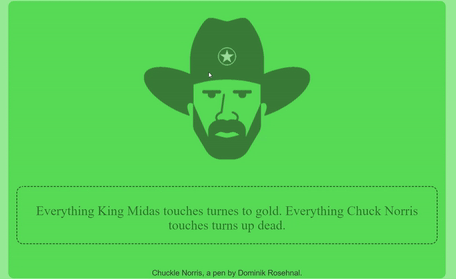 Everything King Midas touches turnes to gold. Everything Chuck Norris
touches turns up dead.
Chuckle Norris, a pen by Dominik Rosehnal.